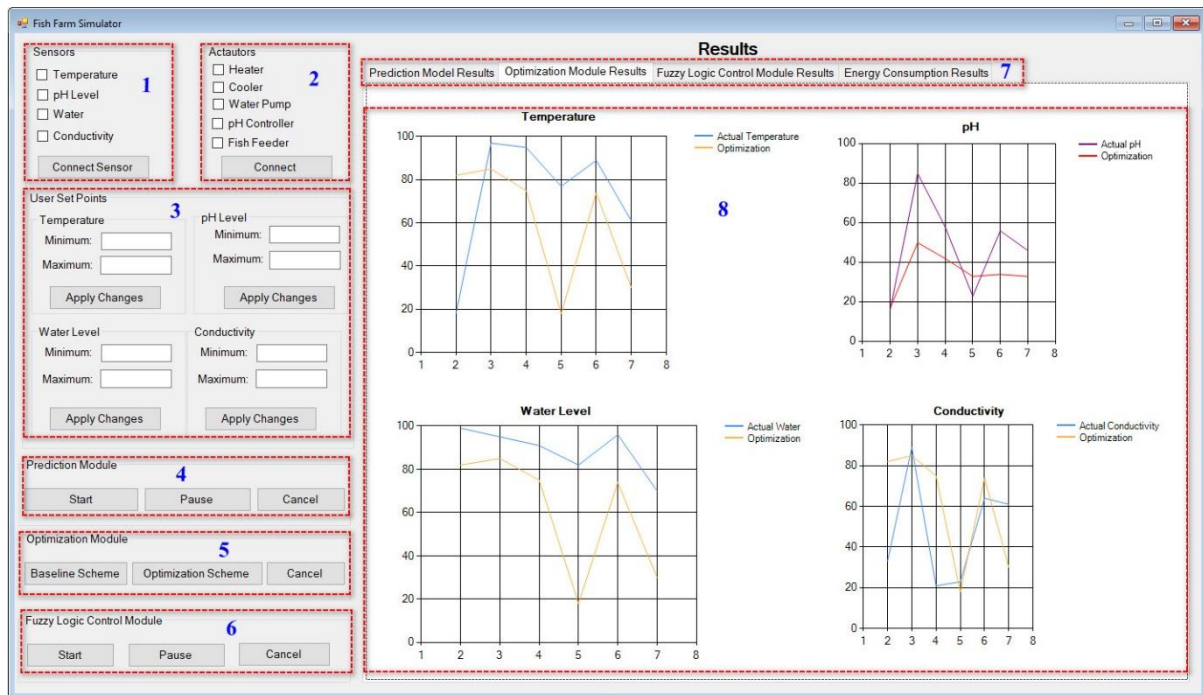 Fish Farm Simulator
Sensors
1
Temperature
pH Level
Water
Conductivity
Connect Sensor
Actautors
2
Heater
Cooler
Water Pump
pH Controller
Fish Feeder
Connect
User Set Points
3
Temperature
Minimum:
Maximum:
Apply Changes
pH Level
Minimum:
Maximum:
Apply Changes
Water Level
Minimum:
Maximum:
Apply Changes
Conductivity
Minimum:
Maximum:
Apply Changes
Prediction Module
4
Start Pause Cancel
Optimization Module
5
Baseline Scheme Optimization Scheme Cancel
Fuzzy Logic Control Module
6
Start Pause Cancel
Results
Prediction Model Results Optimization Module Results Fuzzy Logic Control Module Results Energy Consumption Results 7
8
Temperature
Actual Temperature
Optimization
100
80
60
40
20
0
1 2 3 4 5 6 7 8
pH
Actual pH
Optimization
100
80
60
40
20
0
1 2 3 4 5 6 7 8
Water Level
Actual Water
Optimization
100
80
60
40
20
0
1 2 3 4 5 6 7 8
Conductivity
Actual Conductivity
Optimization
100
80
60
40
20
0
1 2 3 4 5 6 7 8